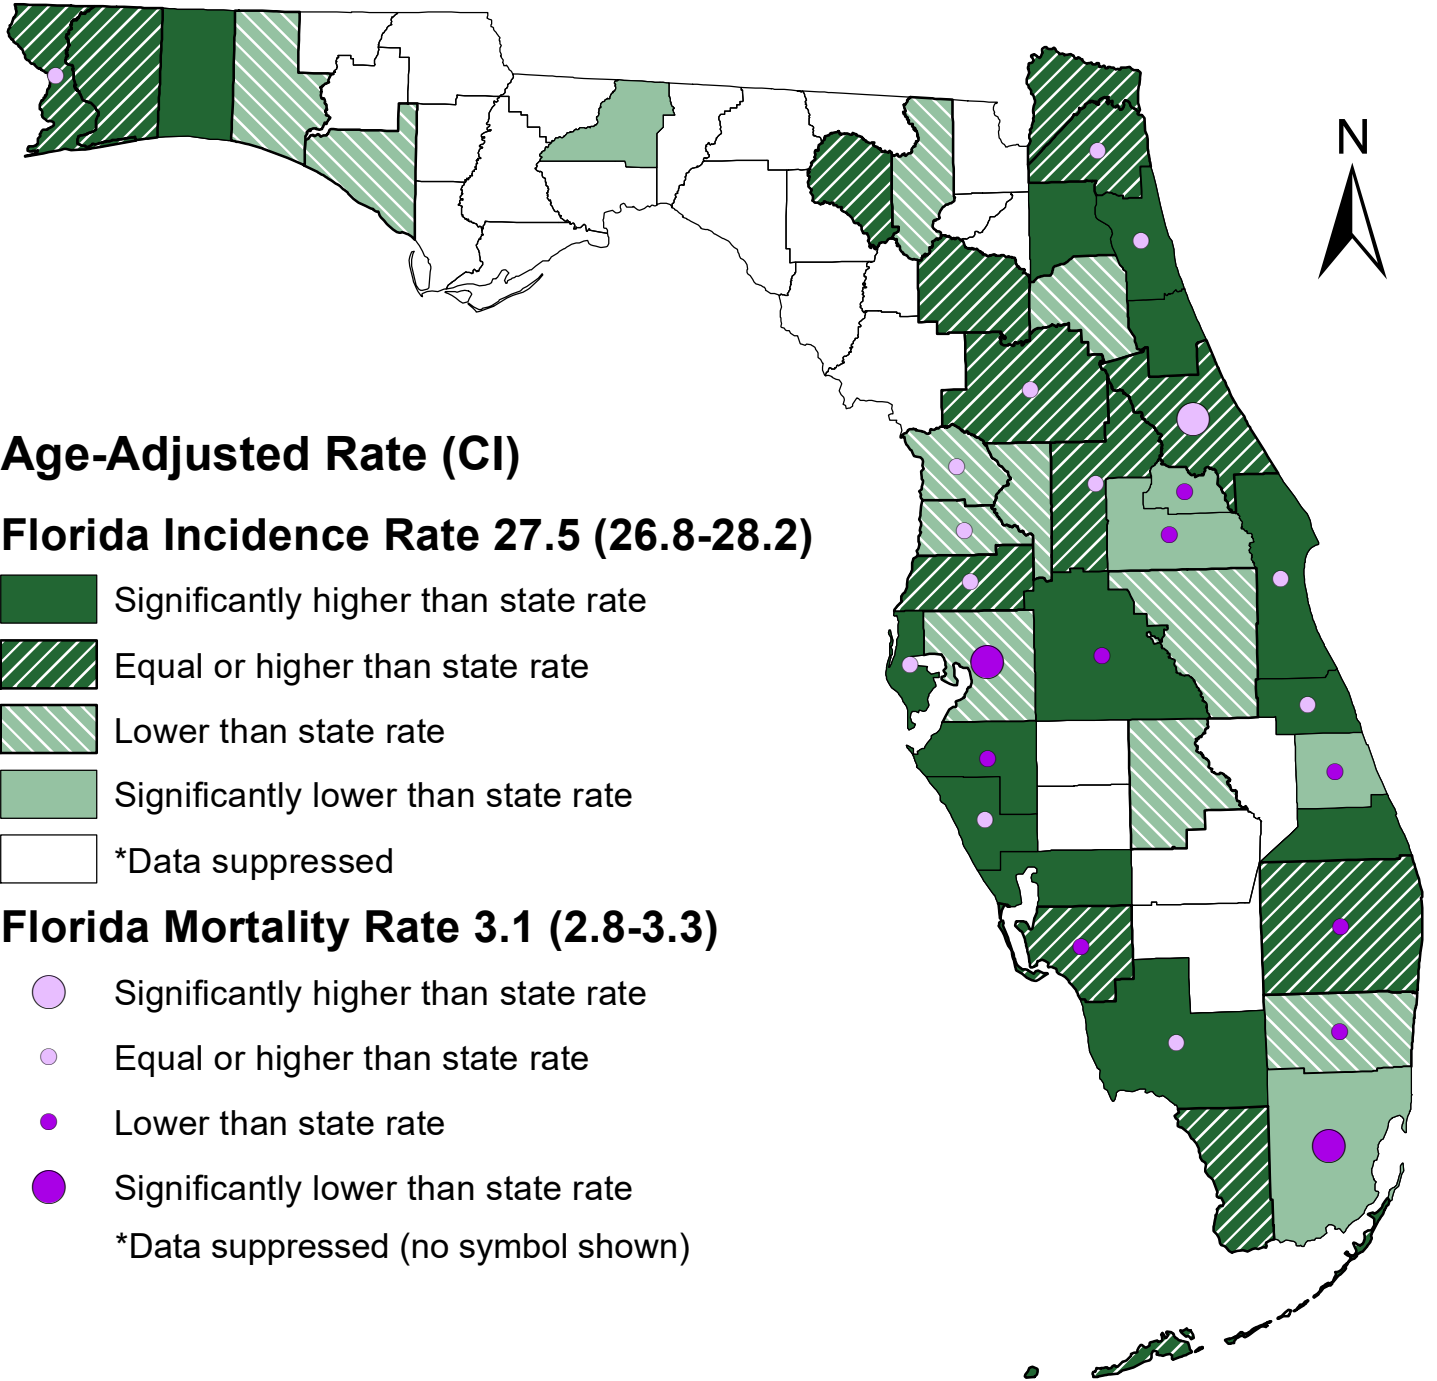 N
Age-Adjusted Rate (CI)
Florida Incidence Rate 27.5 (26.8-28.2)
Significantly higher than state rate
Equal or higher than state rate
Lower than state rate
Significantly lower than state rate
*Data suppressed
Florida Mortality Rate 3.1 (2.8-3.3)
Significantly higher than state rate
Equal or higher than state rate
Lower than state rate
Significantly lower than state rate
*Data suppressed (no symbol shown)